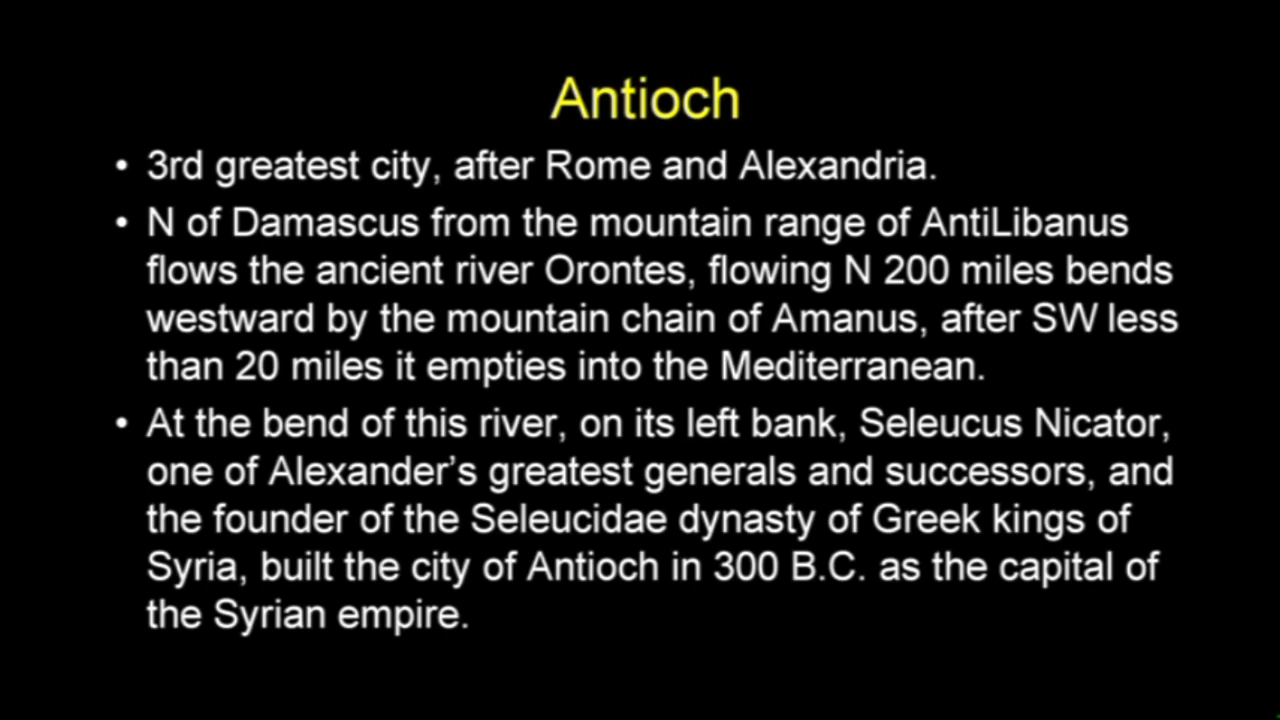 Antioch
• 3rd greatest city, after Rome and Alexandria.
• N of Damascus from the mountain range of AntiLibanus
flows the ancient river Orontes, flowing N 200 miles bends
westward by the mountain chain of Amanus, after SW less
than 20 miles it empties into the Mediterranean.
• At the bend of this river, on its left bank, Seleucus Nicator,
one of Alexander’s greatest generals and successors, and
the founder of the Seleucidae dynasty of Greek kings of
Syria, built the city of Antioch in 300 B.C. as the capital of
the Syrian empire.